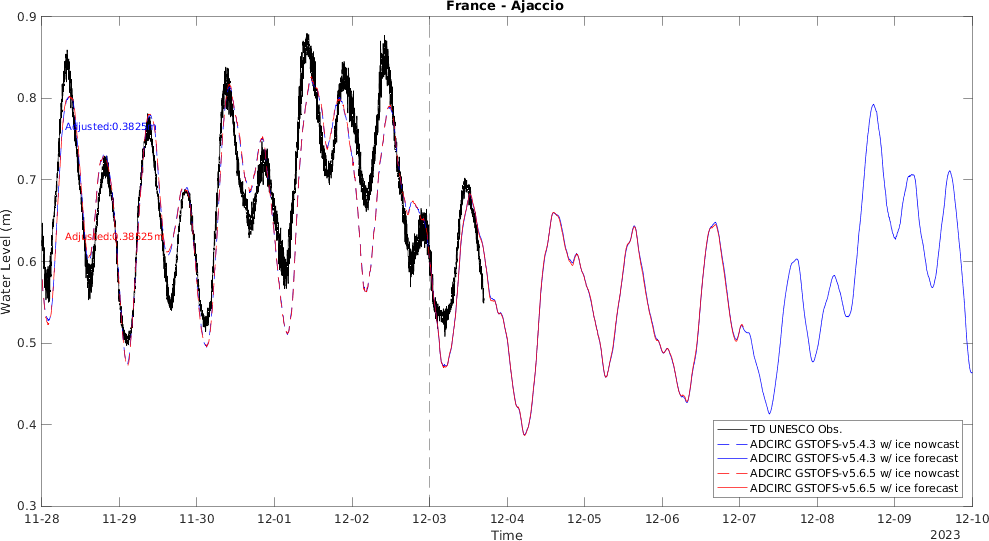 France - Ajaccio
0.9
0.8
0.7
0.6
0.5
0.4
0.3
Water Level (m)
Adjusted:0.3825m
Adjusted:0.38625m
TD UNESCO Obs.
ADCIRC GSTOFS-v5.4.3 w/ ice nowcast
ADCIRC GSTOFS-v5.4.3 w/ ice forecast
ADCIRC GSTOFS-v5.6.5 w/ ice nowcast
ADCIRC GSTOFS-v5.6.5 w/ ice forecast
11-28 11-29 11-30 12-01 12-02 12-03 12-04 12-05 12-06 12-07 12-08 12-09 12-10
Time
2023